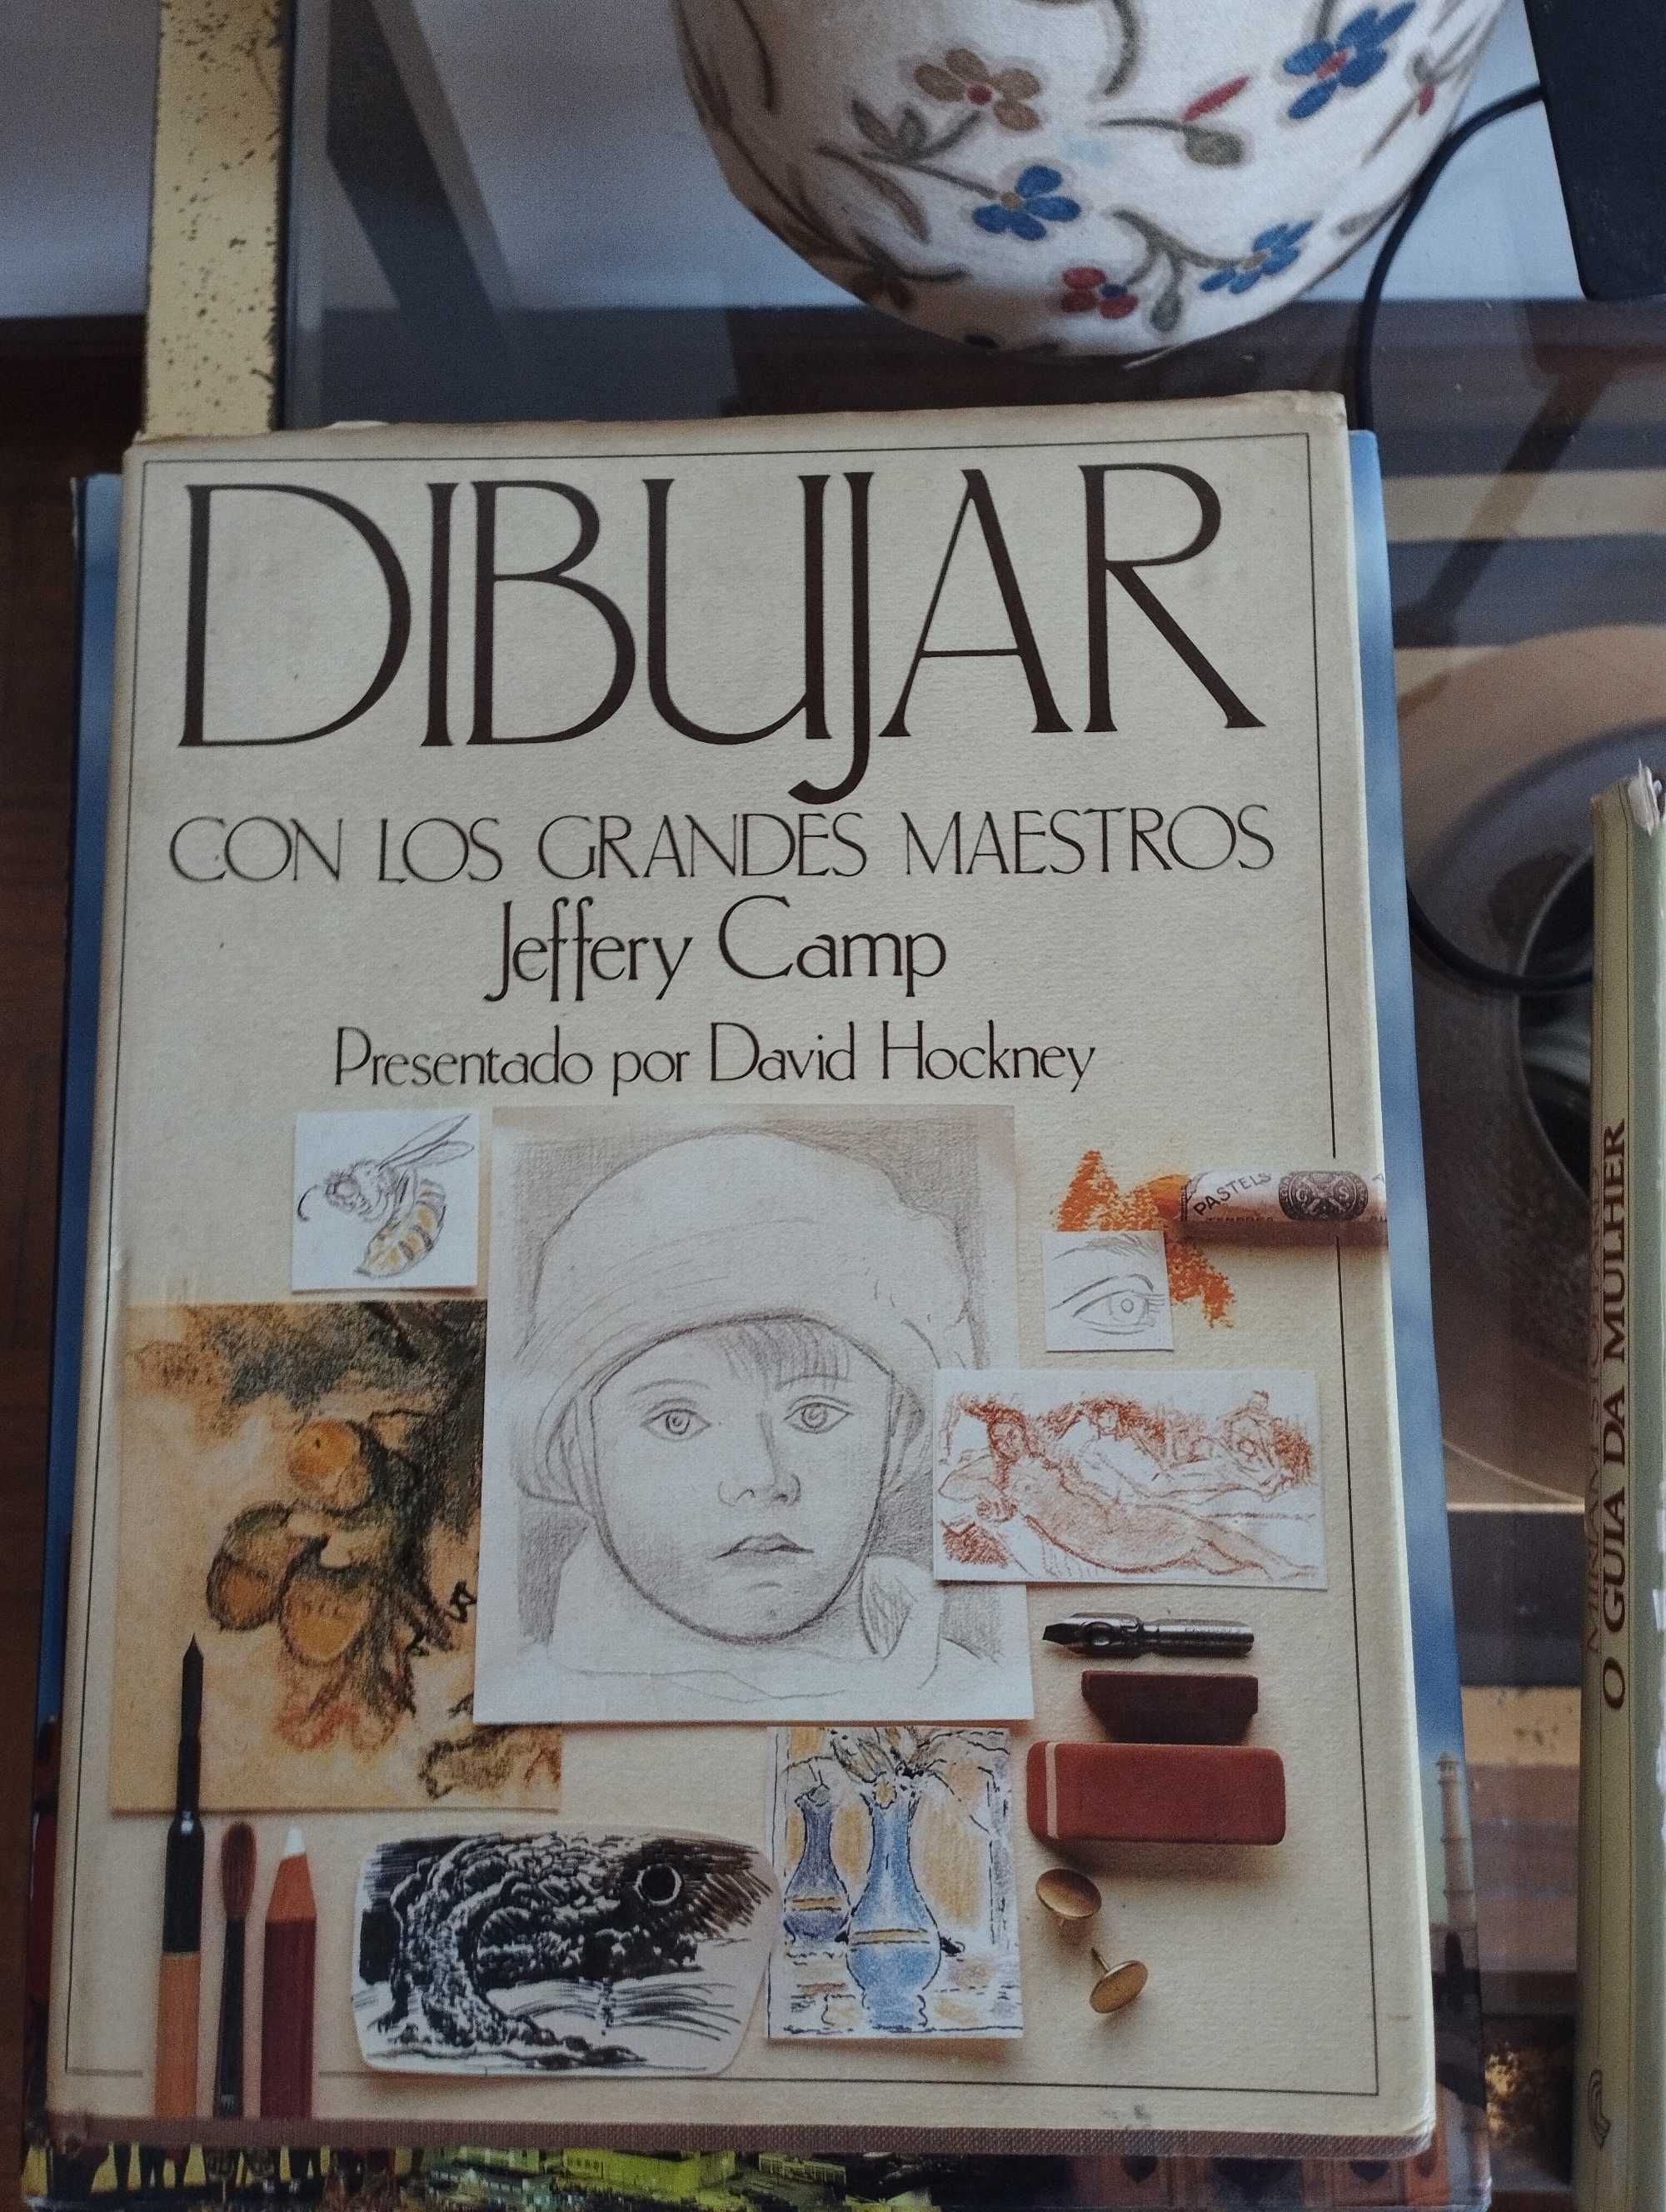 DIBUJAR
CON LOS GRANDES MAESTROS
Jeffery Camp
Presentado por David Hockney
PASTELS
O GUIA DA MULHER